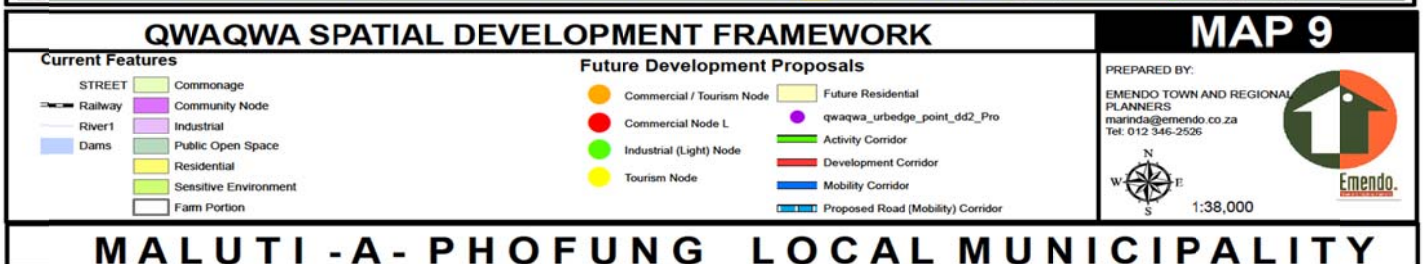 QWAQWA SPATIAL DEVELOPMENT FRAMEWORK
MAP 9
Current Features
STREET
Railway
River1
Dams
Commonage
Community Node
Industrial
Public Open Space
Residential
Sensitive Environment
Farm Portion
Future Development Proposals
Commercial / Tourism Node
Commercial Node L
Industrial (Light) Node
Tourism Node
Future Residential
qwaqwa_urbedge_point_dd2_Pro
Activity Corridor
Development Corridor
Mobility Corridor
Proposed Road (Mobility) Corridor
PREPARED BY:
EMENDO TOWN AND REGIONAL
PLANNERS
marinda@emendo.co.za
Tel: 012 346-2526
N
W E
S
1:38,000
Emendo.
MALUTI -A- PHOFUNG LOCAL MUNICIPALITY